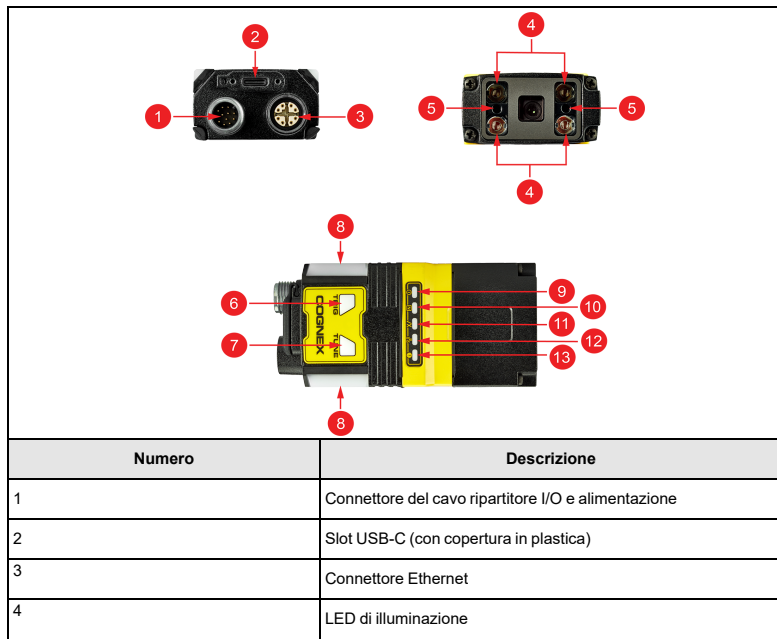 2
4
1
3
5
5
4
8
6
TRIG
COGNEX
7
TUNE
9
10
11
12
13
8
Numero Descrizione
1 Connettore del cavo ripartitore I/O e alimentazione
2 Slot USB-C (con copertura in plastica)
3 Connettore Ethernet
4 LED di illuminazione